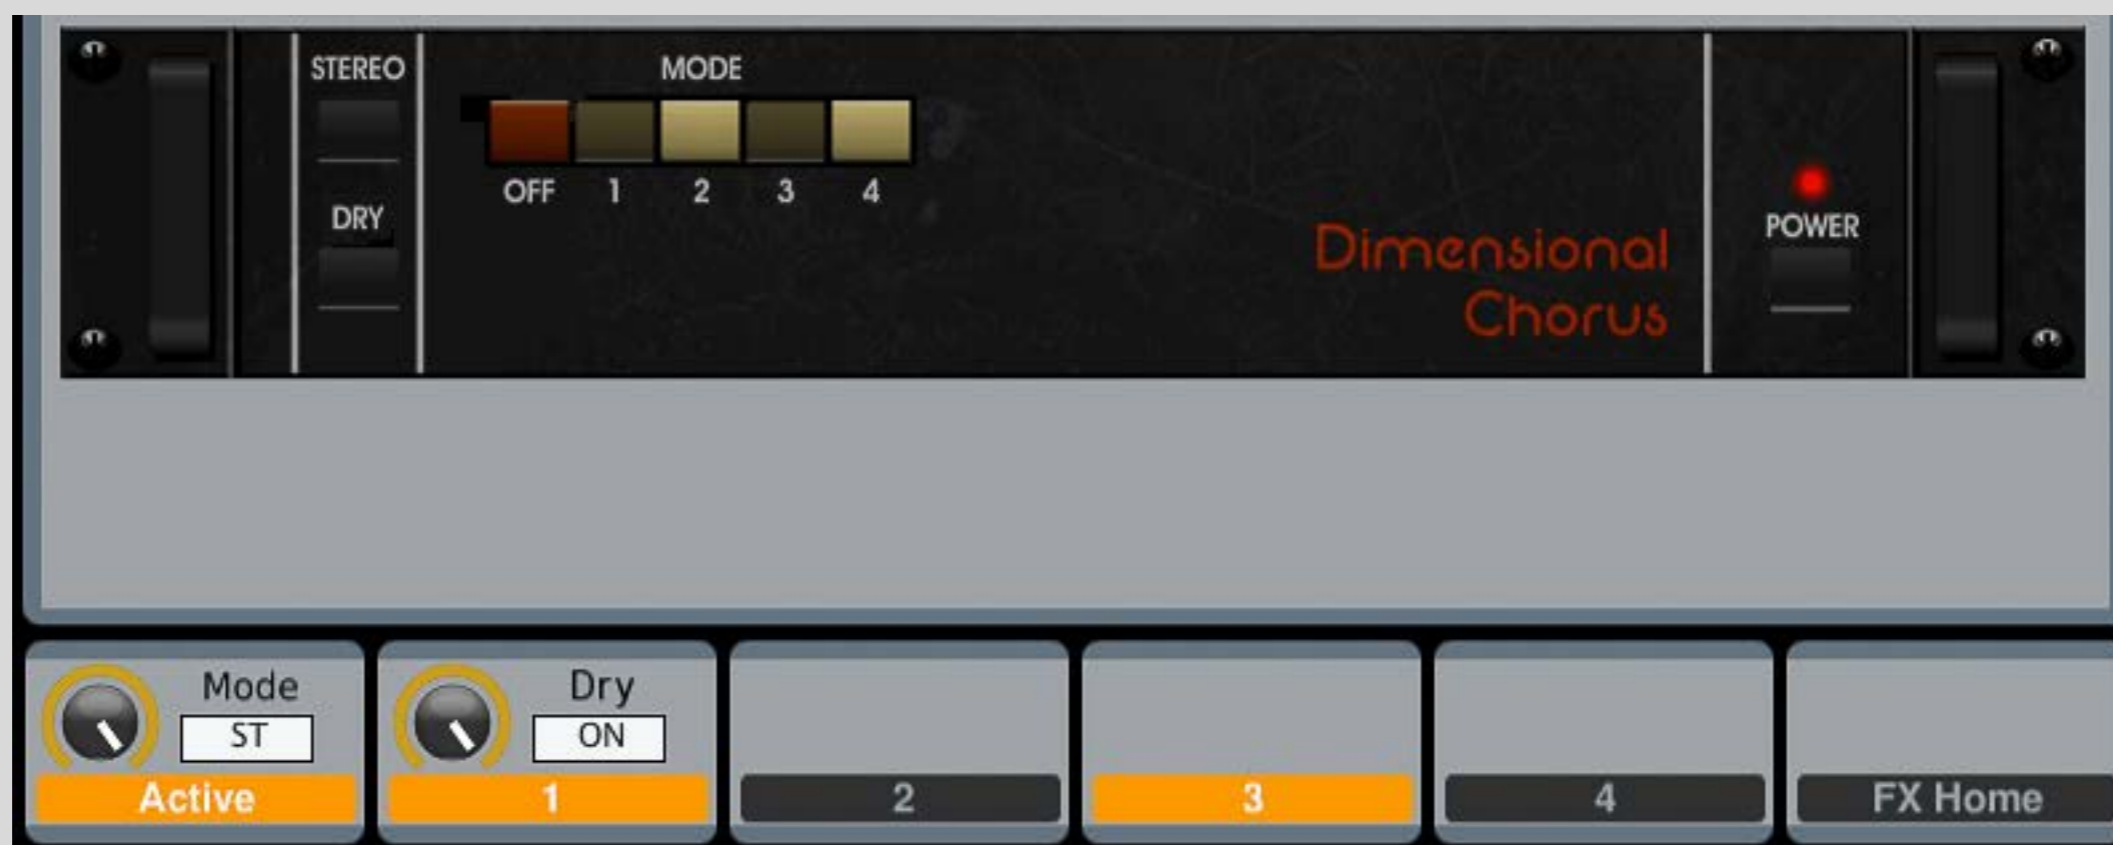 STEREO
MODE
OFF 1 2 3 4
DRY
POWER
Dimensional
Chorus
Mode
ST
Active
Dry
ON
1
2
3
4
FX Home